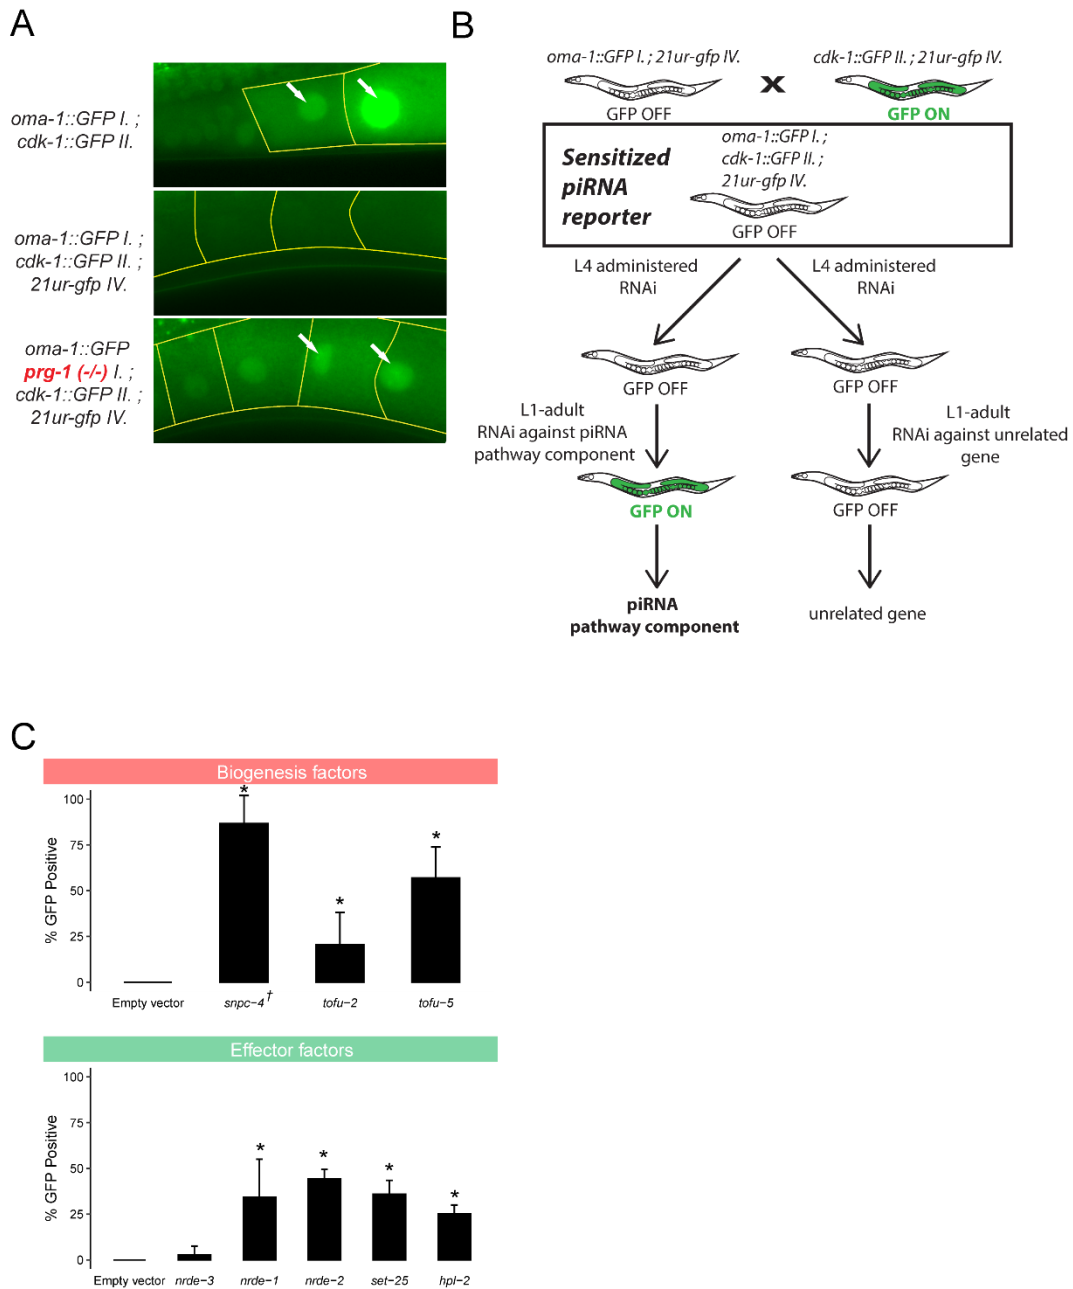 A
oma-1::GFP I. ;
cdk-1::GFP II.
oma-1::GFP I. ;
cdk-1::GFP II. ;
21ur-gfp IV.
oma-1::GFP
prg-1 (-/-) I. ;
cdk-1::GFP II. ;
21ur-gfp IV.
B
oma-1::GFP I. ; 21ur-gfp IV.
x
cdk-1::GFP II. ; 21ur-gfp IV.
GFP OFF
GFP ON
Sensitized
piRNA
reporter
oma-1::GFP I. ;
cdk-1::GFP II. ;
21ur-gfp IV.
GFP OFF
L4 administered
RNAi
L4 administered
RNAi
GFP OFF
GFP OFF
L1-adult
RNAi against piRNA
pathway component
L1-adult
RNAi against unrelated
gene
GFP ON
GFP OFF
piRNA
pathway component
unrelated gene
C
Biogenesis factors
% GFP Positive
100
75
50
25
0
*
*
*
Empty vector
snpc−4†
tofu−2
tofu−5
Effector factors
% GFP Positive
100
75
50
25
0
*
*
*
*
Empty vector
nrde−3
nrde−1
nrde−2
set−25
hpl−2